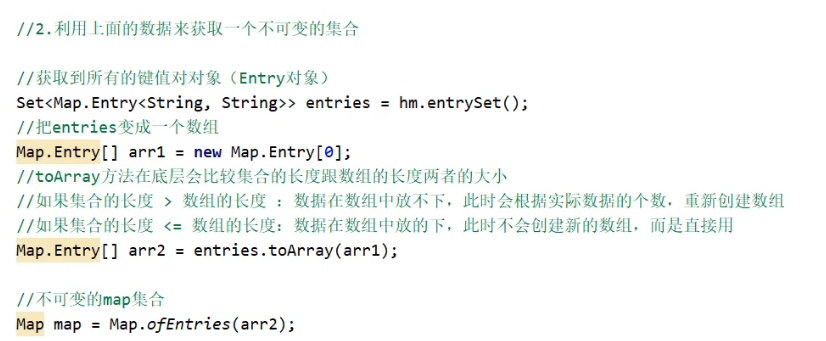 //2.利用上面的数据来获取一个不可变的集合
//获取到所有的键值对对象（Entry对象）
Set<Map.Entry<String, String>> entries = hm.entrySet();
//把entries变成一个数组
Map.Entry[] arr1 = new Map.Entry[0];
//toArray方法在底层会比较集合的长度跟数组的长度两者的大小
//如果集合的长度 > 数组的长度 ：数据在数组中放不下，此时会根据实际数据的个数，重新创建数组
//如果集合的长度 <= 数组的长度：数据在数组中放的下，此时不会创建新的数组，而是直接用
Map.Entry[] arr2 = entries.toArray(arr1);
//不可变的map集合
Map map = Map.ofEntries(arr2);